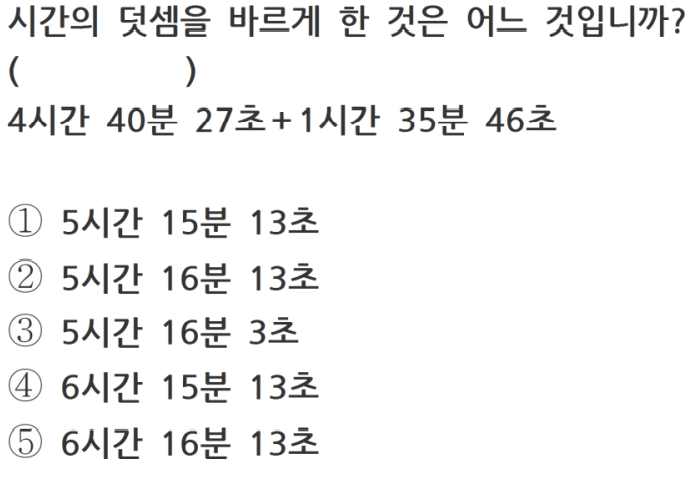 시간의 덧셈을 바르게 한 것은 어느 것입니까?
( )
4시간 40분 27초+1시간 35분 46초
① 5시간 15분 13초
② 5시간 16분 13초
③ 5시간 16분 3초
④ 6시간 15분 13초
⑤ 6시간 16분 13초